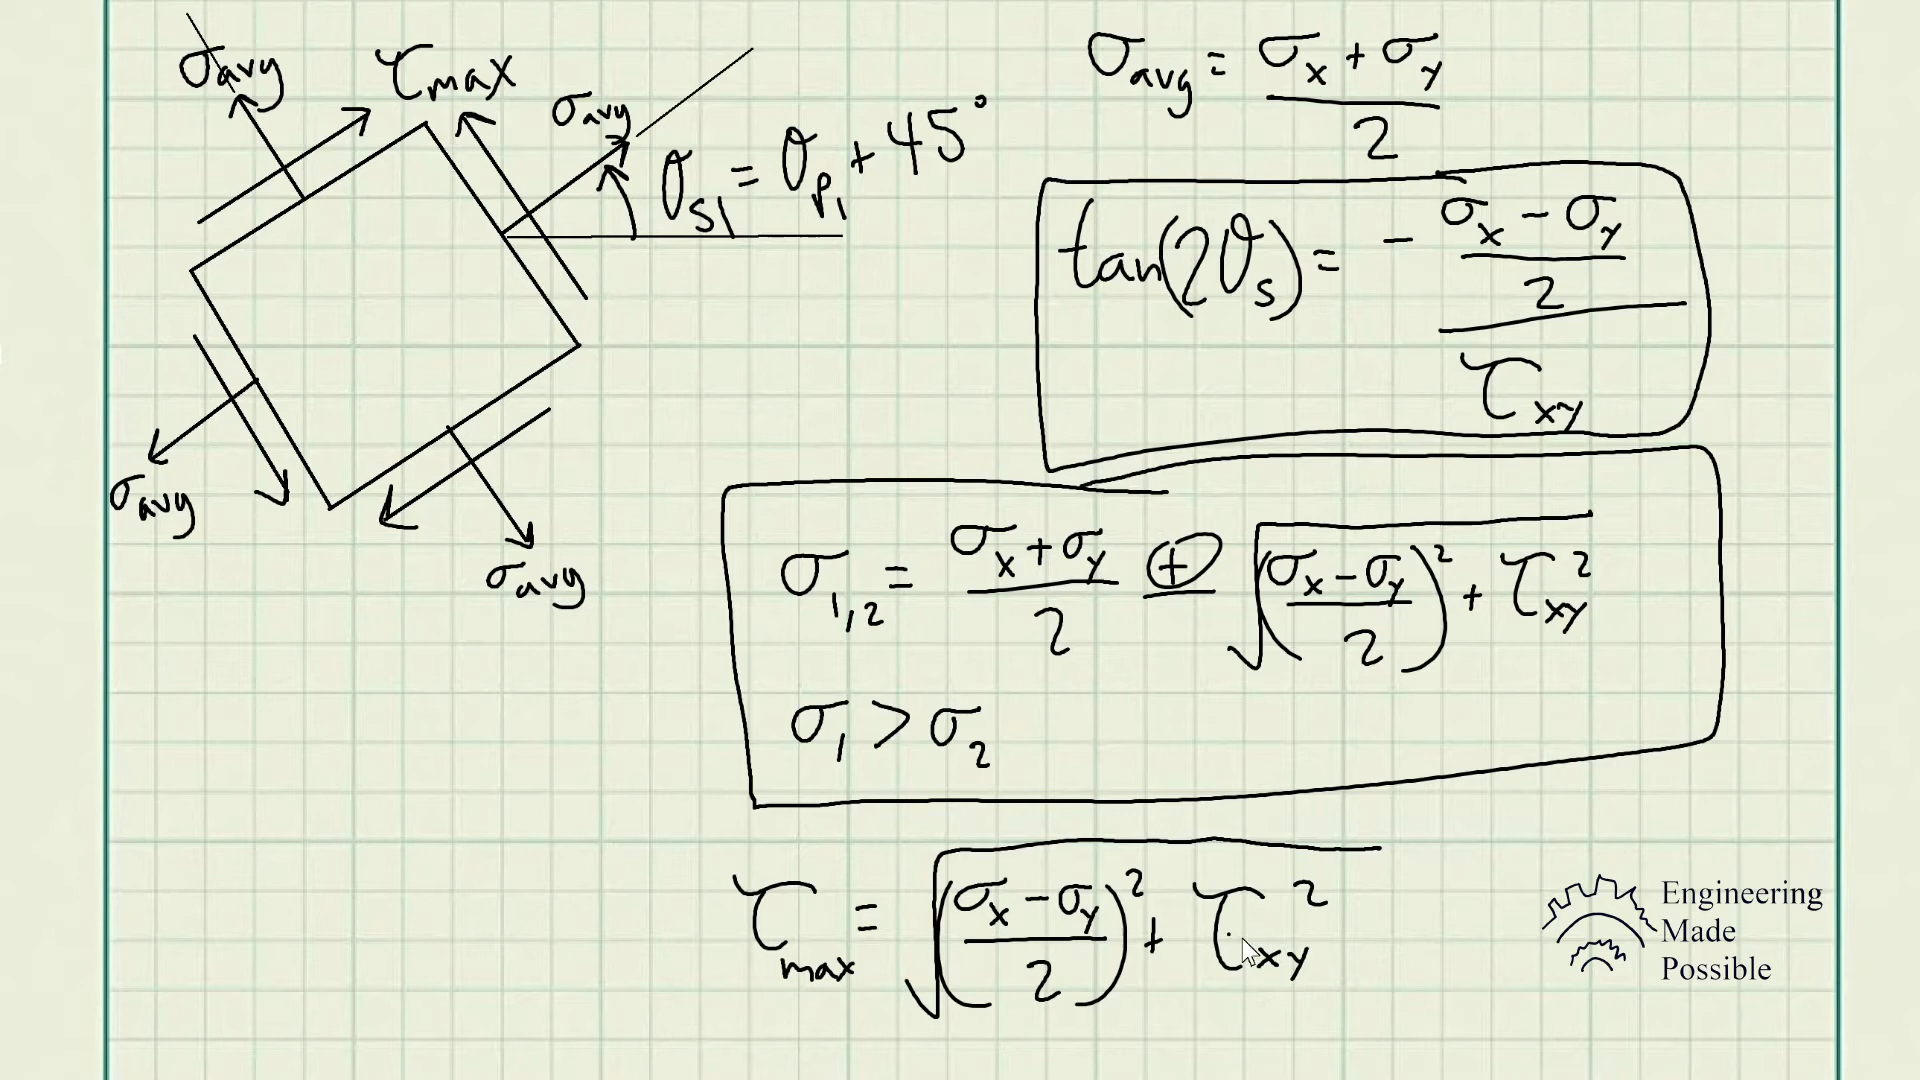 σavg
τmax
σavg
θs1 = θp1 + 45°
σavg
σavg
σavg = (σx + σy)/2
tan(2θs) = - ((σx - σy)/2)/τxy
σ1,2 = (σx + σy)/2 ± √(((σx - σy)/2)² + τxy²)
σ1 > σ2
τmax = √(((σx - σy)/2)² + τxy²)
Engineering
Made
Possible